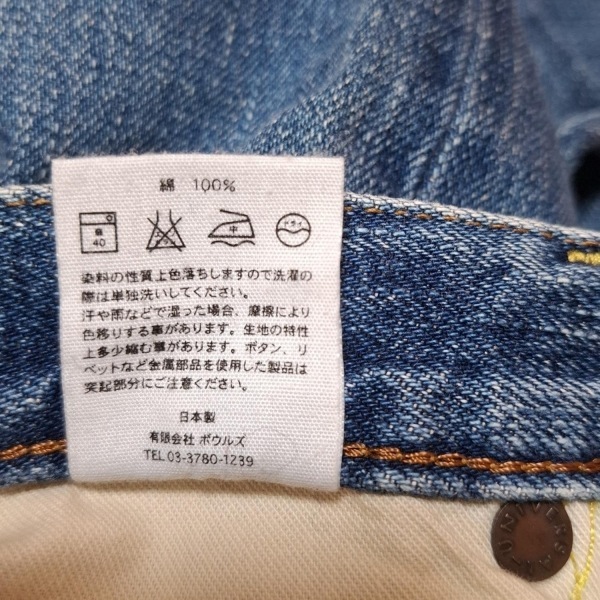 綿 100%
40
中
ドライ
染料の性質上色落ちしますので洗濯
の際は単独洗いしてください。
汗や雨などで湿った場合、摩擦により
色移りする事があります。生地の特性
上多少縮む事があります。ボタン、リ
ベットなど金属部品を使用した製品は
突起部分にご注意ください。
日本製
有限会社 ボウルズ
TEL 03-3780-1239